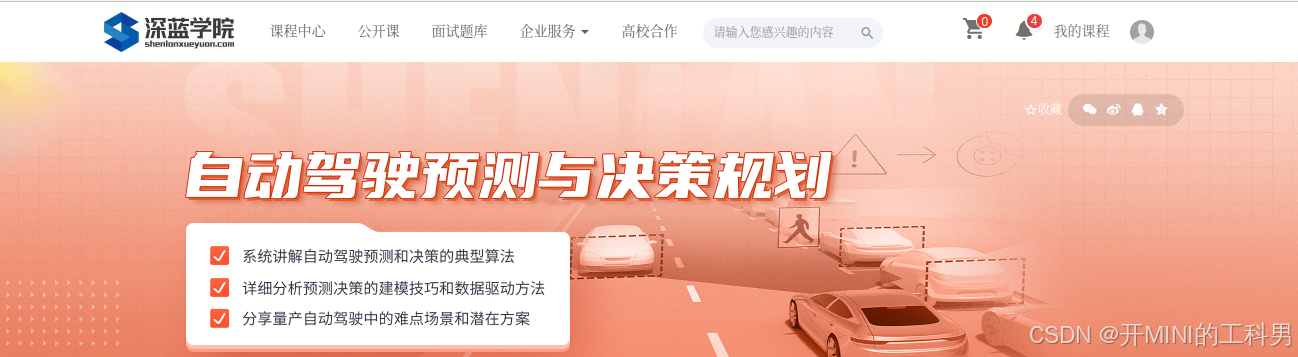 深蓝学院
shenlanxueyuan.com
课程中心 公开课 面试题库 企业服务 高校合作 请输入您感兴趣的内容 0 4 我的课程
SHENLAN
收藏
自动驾驶预测与决策规划
系统讲解自动驾驶预测和决策的典型算法
详细分析预测决策的建模技巧和数据驱动方法
分享量产自动驾驶中的难点场景和潜在方案
CSDN @开MINI的工科男